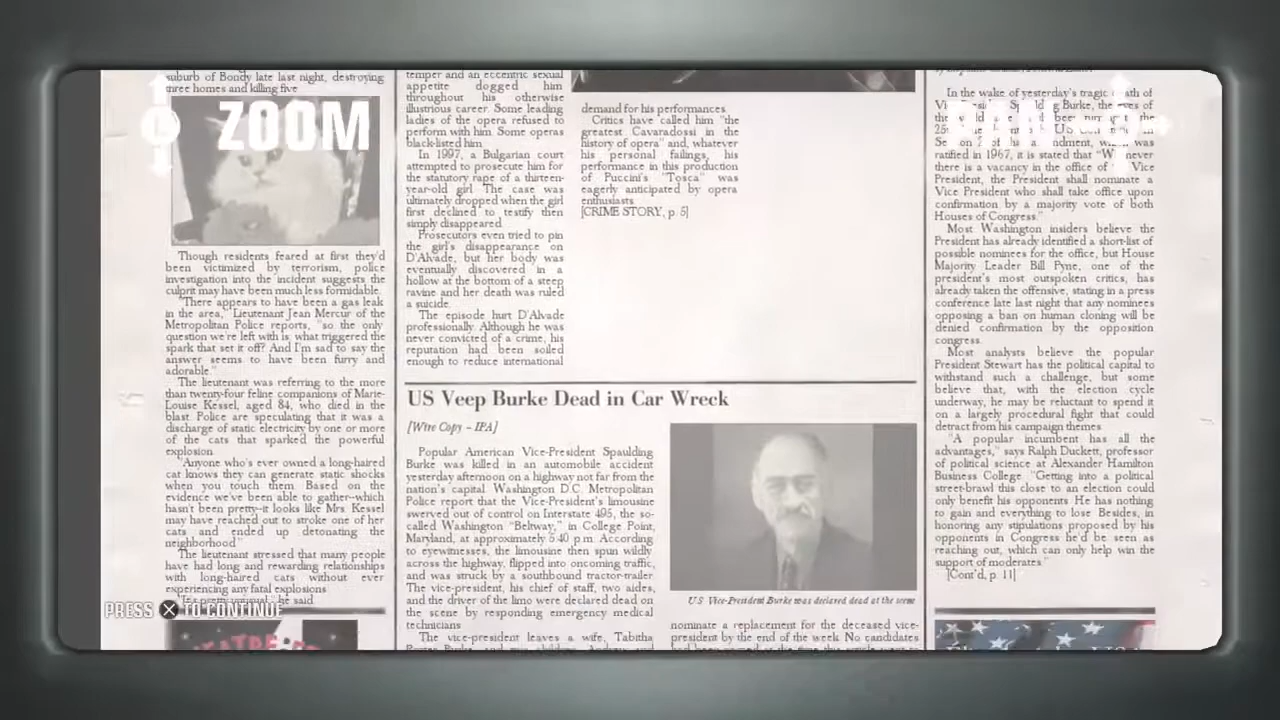 suburb of Bondy late last night, destroying
three homes and killing five
ZOOM
Though residents feared at first they'd
been victimized by terrorism, police
investigation into the incident suggests the
culprit may have been much less formidable.
"There appears to have been a gas leak
in the area," Lieutenant Jean Mercur of the
Metropolitan Police reports, "so the only
question we're left with is: what triggered the
spark that set it off? And I'm sad to say the
answer seems to have been furry and
adorable."
The lieutenant was referring to the more
than twenty-four feline companions of Marie-
Louise Kessel, aged 84, who died in the
blast. Police are speculating that it was a
discharge of static electricity by one or more
of the cats that sparked the powerful
explosion.
"Anyone who's ever owned a long-haired
cat knows they can generate static shocks
when you touch them. Based on the
evidence we've been able to gather--which
hasn't been pretty--it looks like Mrs. Kessel
may have reached out to stroke one of her
cats and ended up detonating the
neighborhood"
The lieutenant stressed that many people
have had long and rewarding relationships
with long-haired cats without ever
experiencing any fatal explosions.
he said
PRESS X TO CONTINUE
temper and an eccentric sexual
appetite dogged him
throughout his otherwise
illustrious career. Some leading
ladies of the opera refused to
perform with him. Some operas
black-listed him.
In 1997, a Bulgarian court
attempted to prosecute him for
the statutory rape of a thirteen-
year-old girl. The case was
ultimately dropped when the girl
first declined to testify then
simply disappeared.
Prosecutors even tried to pin
the girl's disappearance on
D'Alvade, but her body was
eventually discovered in a
hollow at the bottom of a steep
ravine and her death was ruled
a suicide.
The episode hurt D'Alvade
professionally. Although he was
never convicted of a crime, his
reputation had been soiled
enough to reduce international
demand for his performances.
Critics have called him "the
greatest Cavaradossi in the
history of opera" and, whatever
his personal failings, his
performance in this production
of Puccini's "Tosca" was
eagerly anticipated by opera
enthusiasts.
[CRIME STORY, p. 5]
US Veep Burke Dead in Car Wreck
[Wire Copy – IPA]
Popular American Vice-President Spaulding
Burke was killed in an automobile accident
yesterday afternoon on a highway not far from the
nation's capital. Washington D.C. Metropolitan
Police report that the Vice-President's limousine
swerved out of control on Interstate 495, the so-
called Washington "Beltway," in College Point,
Maryland, at approximately 5:40 p.m. According
to eyewitnesses, the limousine then spun wildly
across the highway, flipped into oncoming traffic,
and was struck by a southbound tractor-trailer.
The vice-president, his chief of staff, two aides,
and the driver of the limo were declared dead on
the scene by responding emergency medical
technicians.
The vice-president leaves a wife, Tabitha
US Vice-President Burke was declared dead at the scene
nominate a replacement for the deceased vice-
president by the end of the week. No candidates
In the wake of yesterday's tragic death of
Burke, the eyes of
ratified in 1967, it is stated that "Whenever
there is a vacancy in the office of Vice
President, the President shall nominate a
Vice President who shall take office upon
confirmation by a majority vote of both
Houses of Congress."
Most Washington insiders believe the
President has already identified a short-list of
possible nominees for the office, but House
Majority Leader Bill Pyne, one of the
president's most outspoken critics, has
already taken the offensive, stating in a press
conference late last night that any nominees
opposing a ban on human cloning will be
denied confirmation by the opposition
congress.
Most analysts believe the popular
President Stewart has the political capital to
withstand such a challenge, but some
believe that, with the election cycle
underway, he may be reluctant to spend it
on a largely procedural fight that could
detract from his campaign themes.
"A popular incumbent has all the
advantages," says Ralph Duckett, professor
of political science at Alexander Hamilton
Business College. "Getting into a political
street-brawl this close to an election could
only benefit his opponents. He has nothing
to gain and everything to lose. Besides, in
honoring any stipulations proposed by his
opponents in Congress he'd be seen as
reaching out, which can only help win the
support of moderates."
[Cont'd, p. 11]